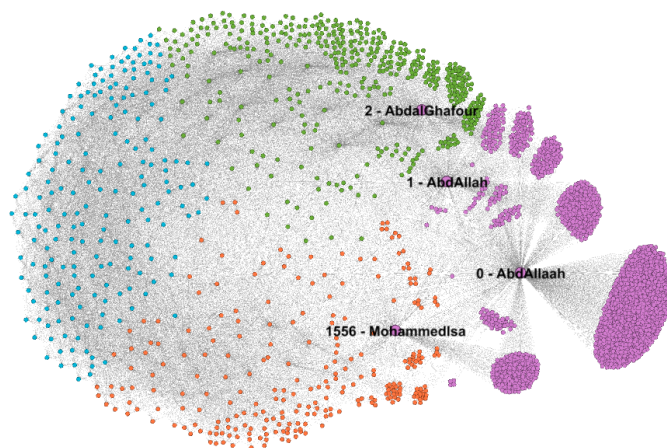 2 - AbdalGhafour
1 - AbdAllah
0 - AbdAllaah
1556 - MohammedIsa